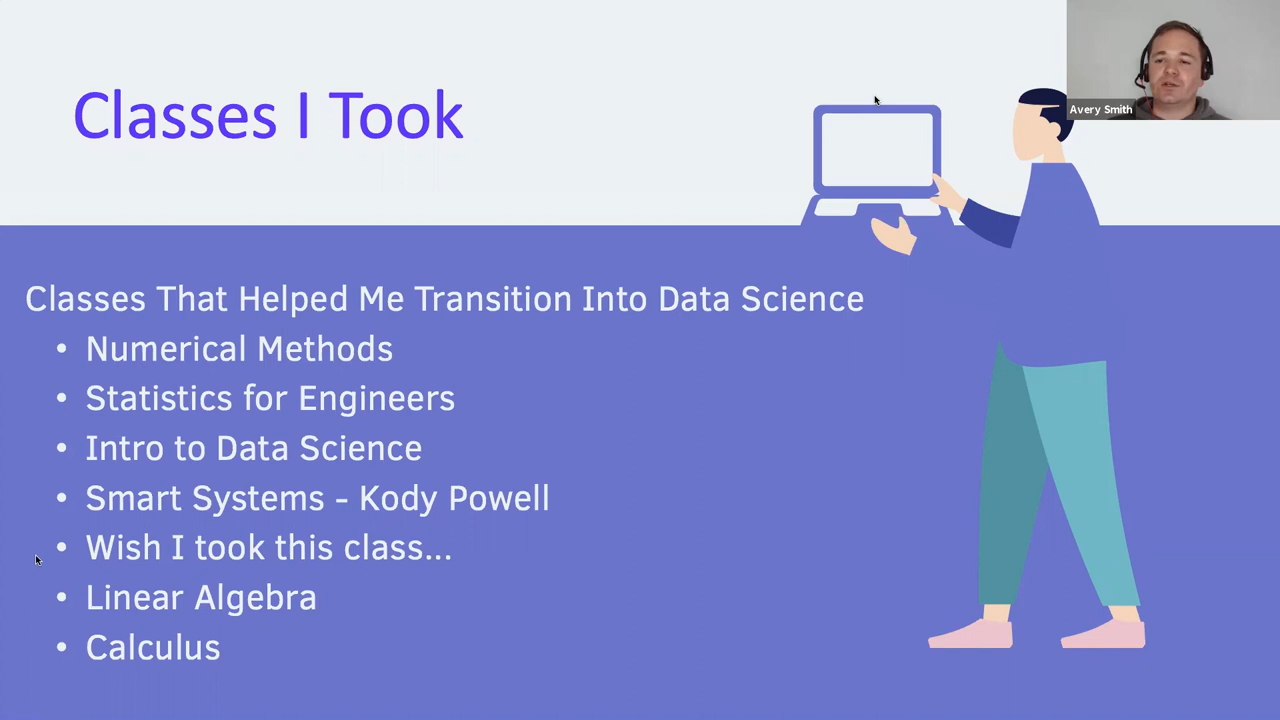 Classes I Took
Avery Smith
Classes That Helped Me Transition Into Data Science
• Numerical Methods
• Statistics for Engineers
• Intro to Data Science
• Smart Systems - Kody Powell
• Wish I took this class...
• Linear Algebra
• Calculus